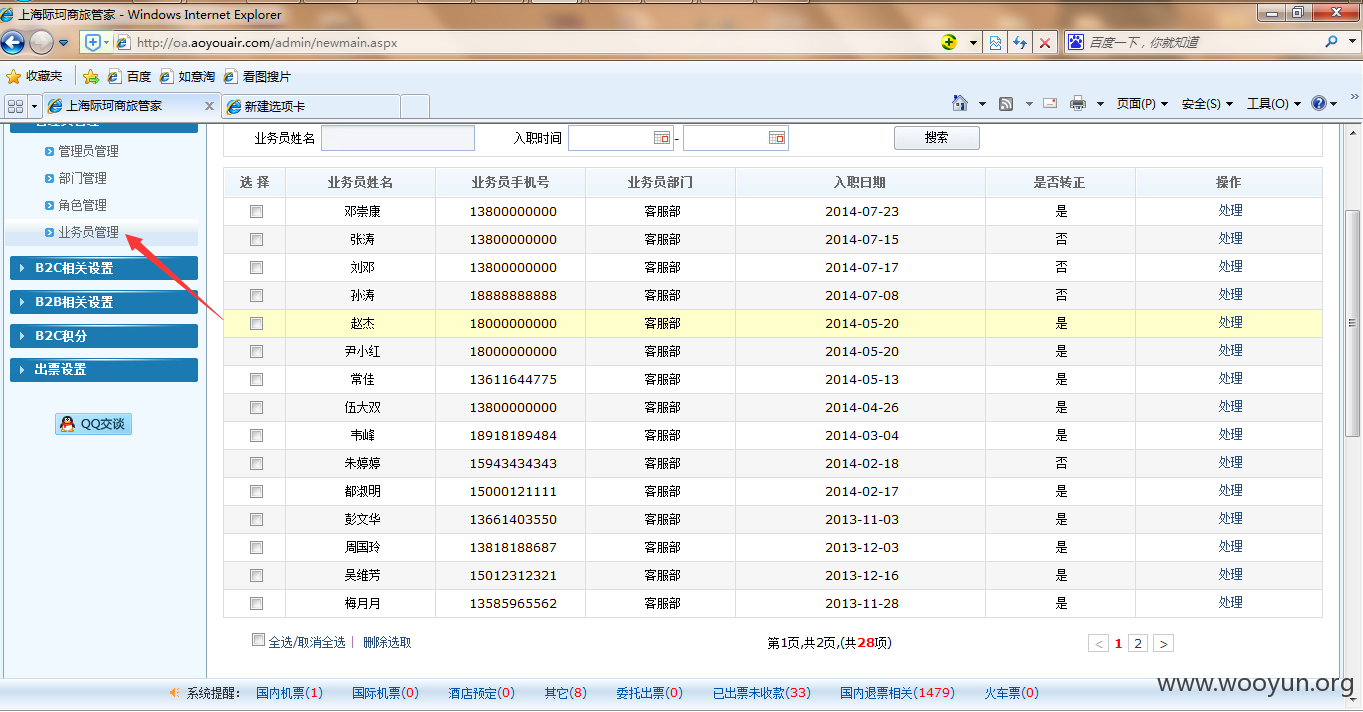 上海际珂商旅管家 - Windows Internet Explorer
http://oa.aoyouair.com/admin/newmain.aspx
百度一下，你就知道
收藏夹 百度 如意淘 看图搜片
上海际珂商旅管家 新建选项卡 页面(P) 安全(S) 工具(O)
管理员管理
部门管理
角色管理
业务员管理
B2C相关设置
B2B相关设置
B2C积分
出票设置
QQ交谈
业务员姓名 入职时间 - 搜索
选 择 业务员姓名 业务员手机号 业务员部门 入职日期 是否转正 操作
邓崇康 13800000000 客服部 2014-07-23 是 处理
张涛 13800000000 客服部 2014-07-15 否 处理
刘邓 13800000000 客服部 2014-07-17 否 处理
孙涛 18888888888 客服部 2014-07-08 否 处理
赵杰 18000000000 客服部 2014-05-20 是 处理
尹小红 18000000000 客服部 2014-05-20 是 处理
常佳 13611644775 客服部 2014-05-13 是 处理
伍大双 13800000000 客服部 2014-04-26 是 处理
韦峰 18918189484 客服部 2014-03-04 是 处理
朱婷婷 15943434343 客服部 2014-02-18 否 处理
都淑明 15000121111 客服部 2014-02-17 是 处理
彭文华 13661403550 客服部 2013-11-03 是 处理
周国玲 13818188687 客服部 2013-12-03 是 处理
吴维芳 15012312321 客服部 2013-12-16 是 处理
梅月月 13585965562 客服部 2013-11-28 是 处理
全选/取消全选 | 删除选取 第1页,共2页,(共28项) < 1 2 >
系统提醒： 国内机票(1) 国际机票(0) 酒店预定(0) 其它(8) 委托出票(0) 已出票未收款(33) 国内退票相关(1479) 火车票(0)
www.wooyun.org